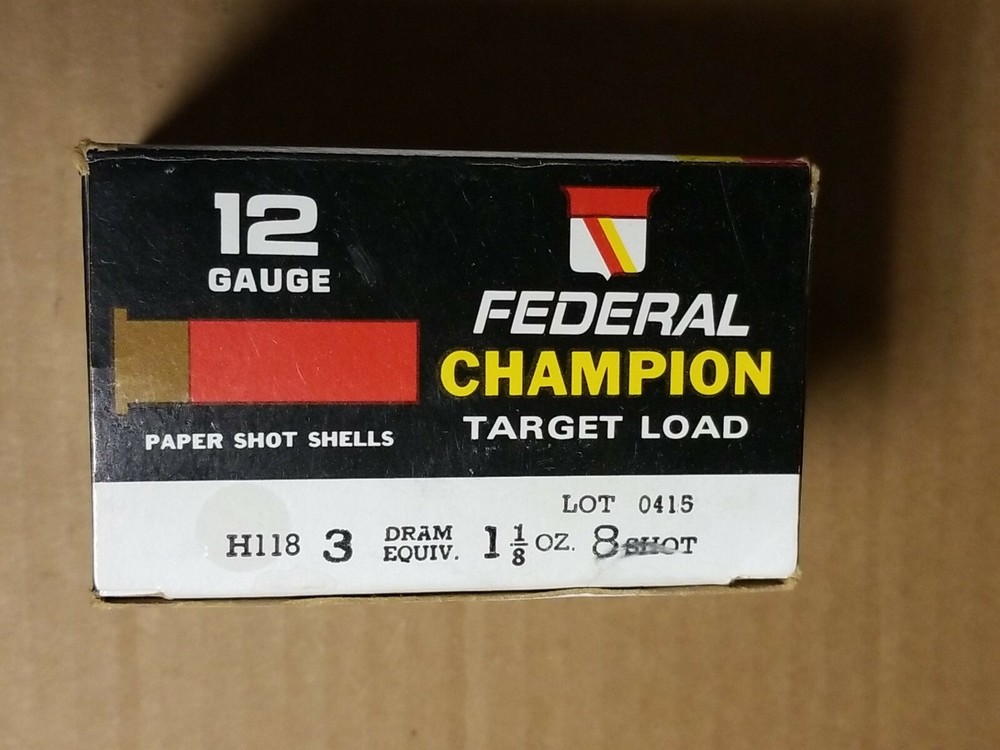 12
GAUGE
PAPER SHOT SHELLS
FEDERAL
CHAMPION
TARGET LOAD
LOT 0415
H118 3 DRAM EQUIV. 1 1/8 OZ. 8 SHOT